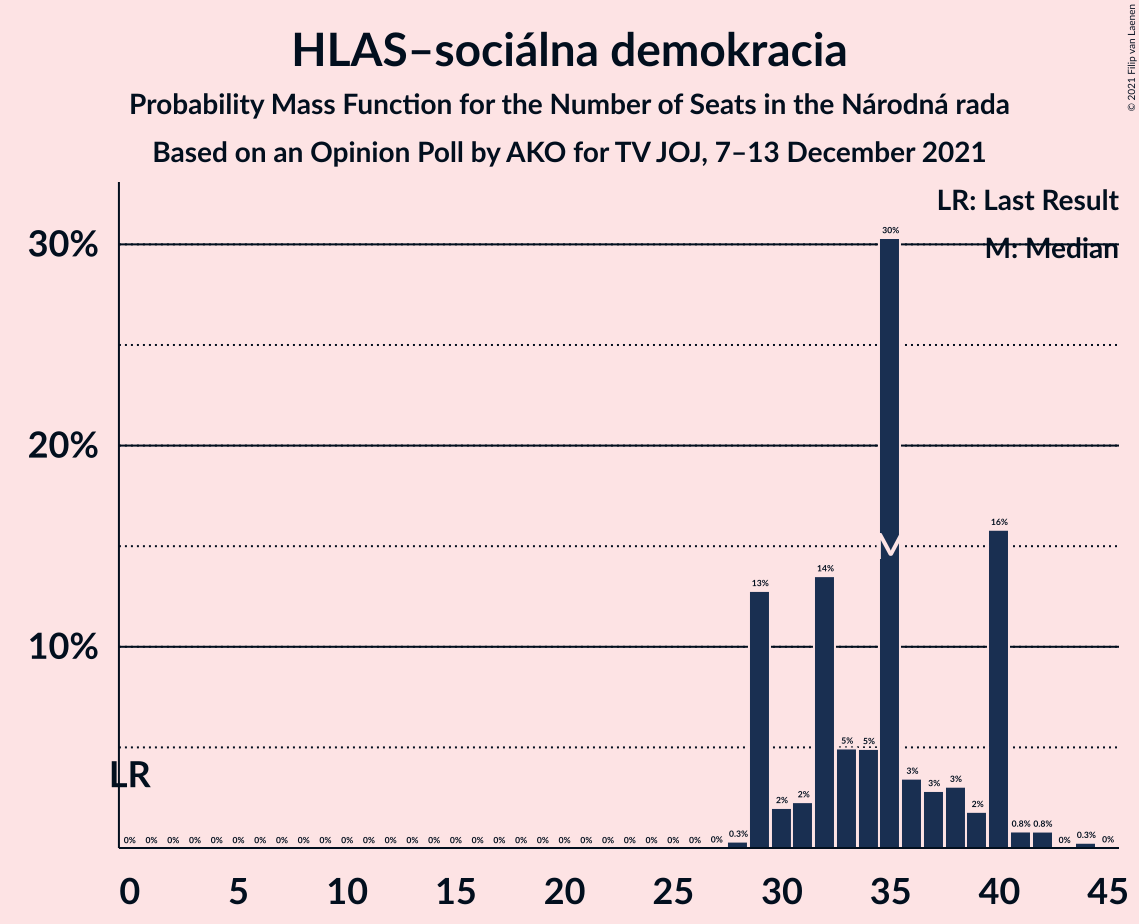 HLAS–sociálna demokracia
Probability Mass Function for the Number of Seats in the Národná rada
Based on an Opinion Poll by AKO for TV JOJ, 7–13 December 2021
© 2021 Filip van Laenen
LR: Last Result
M: Median
30%
20%
10%
LR
30%
16%
14%
13%
5% 5%
3% 3% 3%
2% 2% 2%
0% 0% 0% 0% 0% 0% 0% 0% 0% 0% 0% 0% 0% 0% 0% 0% 0% 0% 0% 0% 0% 0% 0% 0% 0% 0% 0% 0% 0.3% 0.8% 0.8% 0% 0.3% 0%
0 5 10 15 20 25 30 35 40 45